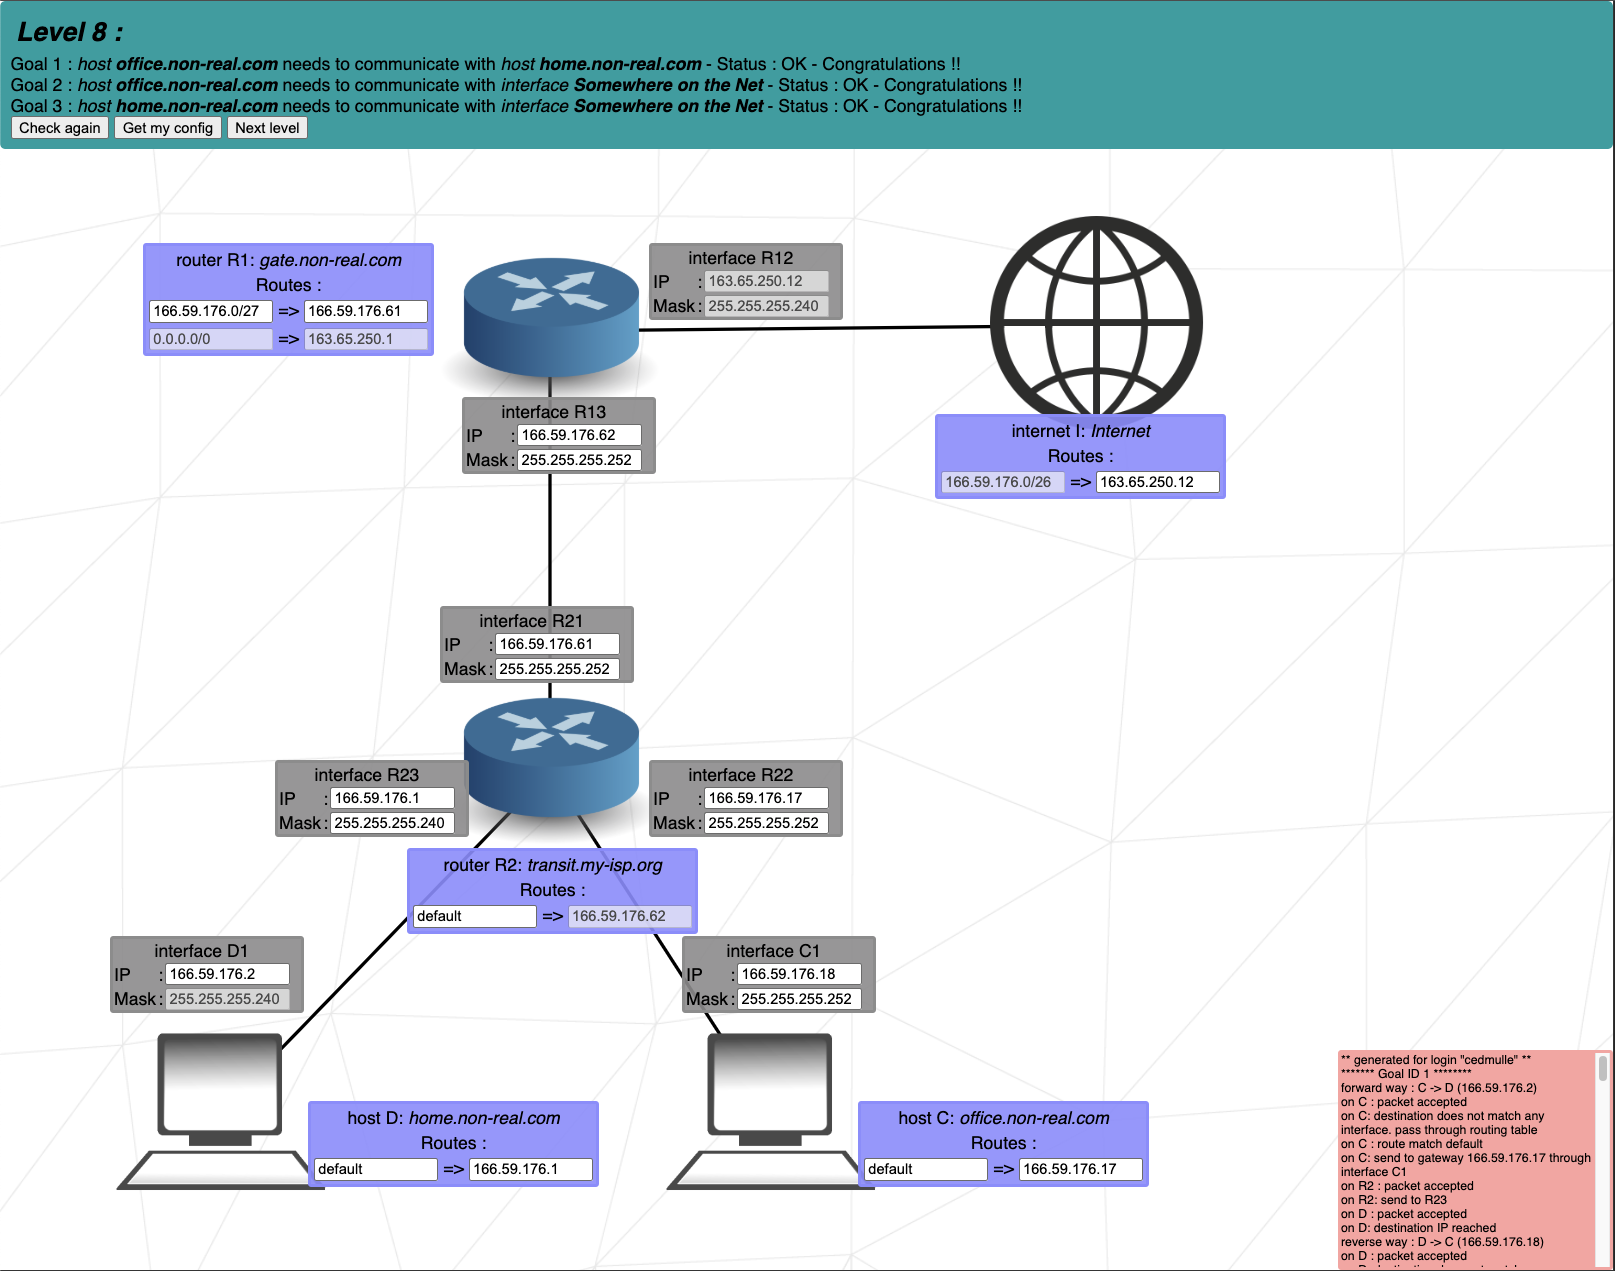 Level 8 :
Goal 1 : host office.non-real.com needs to communicate with host home.non-real.com - Status : OK - Congratulations !!
Goal 2 : host office.non-real.com needs to communicate with interface Somewhere on the Net - Status : OK - Congratulations !!
Goal 3 : host home.non-real.com needs to communicate with interface Somewhere on the Net - Status : OK - Congratulations !!
Check again Get my config Next level
router R1: gate.non-real.com
Routes :
166.59.176.0/27 => 166.59.176.61
0.0.0.0/0 => 163.65.250.1
interface R12
IP : 163.65.250.12
Mask : 255.255.255.240
interface R13
IP : 166.59.176.62
Mask : 255.255.255.252
internet I: Internet
Routes :
166.59.176.0/26 => 163.65.250.12
interface R21
IP : 166.59.176.61
Mask : 255.255.255.252
interface R23
IP : 166.59.176.1
Mask : 255.255.255.240
interface R22
IP : 166.59.176.17
Mask : 255.255.255.252
router R2: transit.my-isp.org
Routes :
default => 166.59.176.62
interface D1
IP : 166.59.176.2
Mask : 255.255.255.240
interface C1
IP : 166.59.176.18
Mask : 255.255.255.252
host D: home.non-real.com
Routes :
default => 166.59.176.1
host C: office.non-real.com
Routes :
default => 166.59.176.17
** generated for login "cedmulle" **
******* Goal ID 1 ********
forward way : C -> D (166.59.176.2)
on C : packet accepted
on C: destination does not match any
interface. pass through routing table
on C : route match default
on C: send to gateway 166.59.176.17 through
interface C1
on R2 : packet accepted
on R2: send to R23
on D : packet accepted
on D: destination IP reached
reverse way : D -> C (166.59.176.18)
on D : packet accepted